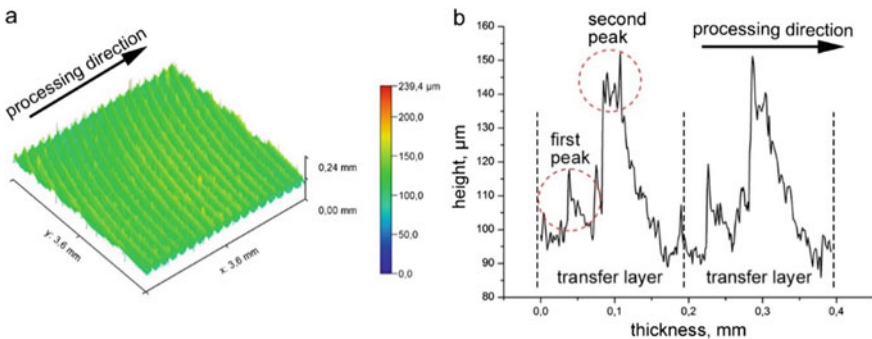 a
processing direction
239,4 µm
200,0
150,0
100,0
50,0
0,0
0,24 mm
0,00 mm
y: 3.6 mm
x: 3.6 mm
b
second
peak
processing direction
first
peak
transfer layer
transfer layer
160
150
140
130
120
110
100
90
80
height, µm
0,0
0,1
0,2
0,3
0,4
thickness, mm